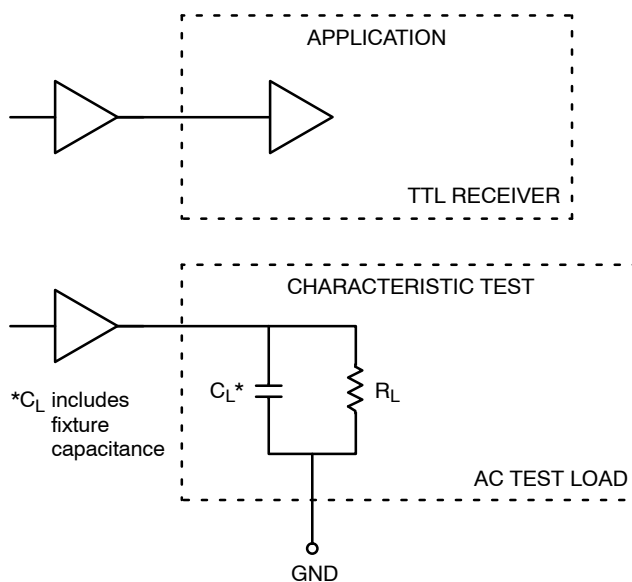 APPLICATION
TTL RECEIVER
CHARACTERISTIC TEST
*CL includes
fixture
capacitance
CL*
RL
AC TEST LOAD
GND